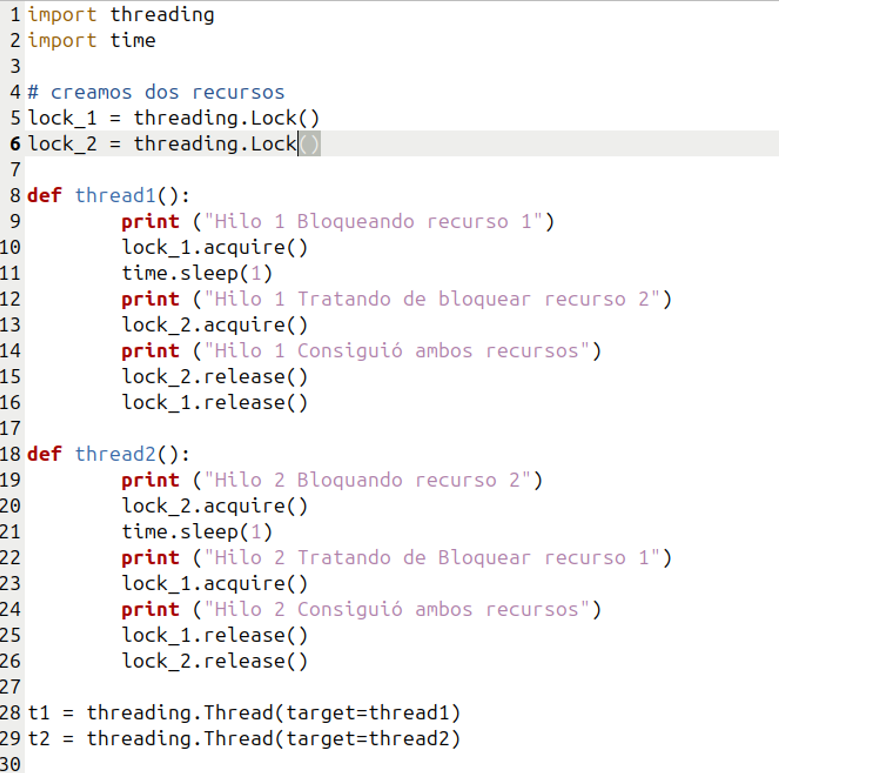 1 import threading
2 import time
3
4 # creamos dos recursos
5 lock_1 = threading.Lock()
6 lock_2 = threading.Lock()
7
8 def thread1():
9         print ("Hilo 1 Bloqueando recurso 1")
10         lock_1.acquire()
11         time.sleep(1)
12         print ("Hilo 1 Tratando de bloquear recurso 2")
13         lock_2.acquire()
14         print ("Hilo 1 Consiguió ambos recursos")
15         lock_2.release()
16         lock_1.release()
17
18 def thread2():
19         print ("Hilo 2 Bloquando recurso 2")
20         lock_2.acquire()
21         time.sleep(1)
22         print ("Hilo 2 Tratando de Bloquear recurso 1")
23         lock_1.acquire()
24         print ("Hilo 2 Consiguió ambos recursos")
25         lock_1.release()
26         lock_2.release()
27
28 t1 = threading.Thread(target=thread1)
29 t2 = threading.Thread(target=thread2)
30